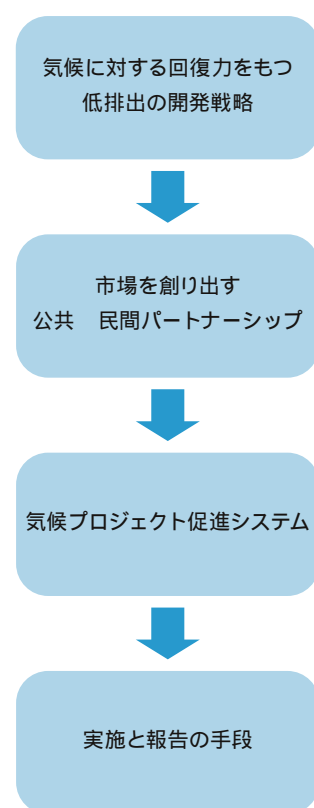 気候に対する回復力をもつ
低排出の開発戦略
市場を創り出す
公共　民間パートナーシップ
気候プロジェクト促進システム
実施と報告の手段